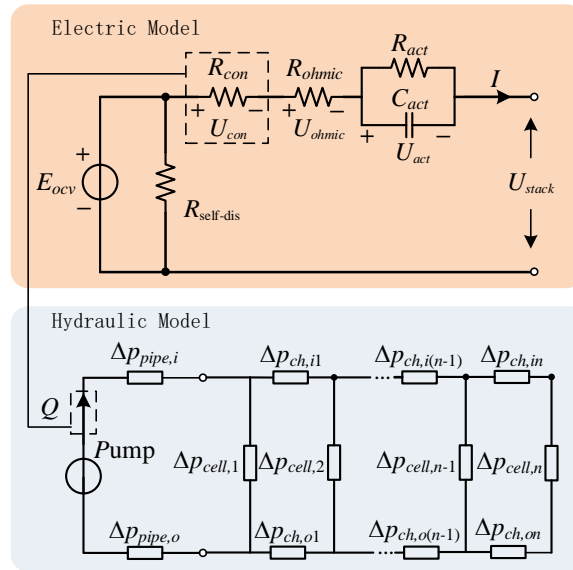 Electric Model
R_act
R_con R_ohmic I
C_act
+ − + −
U_con U_ohmic + −
U_act
+
E_ocv
−
R_self-dis
U_stack
Hydraulic Model
Δp_pipe,i Δp_ch,i1 Δp_ch,i(n-1) Δp_ch,in
...
Q
Pump
Δp_cell,1 Δp_cell,2 Δp_cell,n-1 Δp_cell,n
Δp_pipe,o Δp_ch,o1 Δp_ch,o(n-1) Δp_ch,on
...